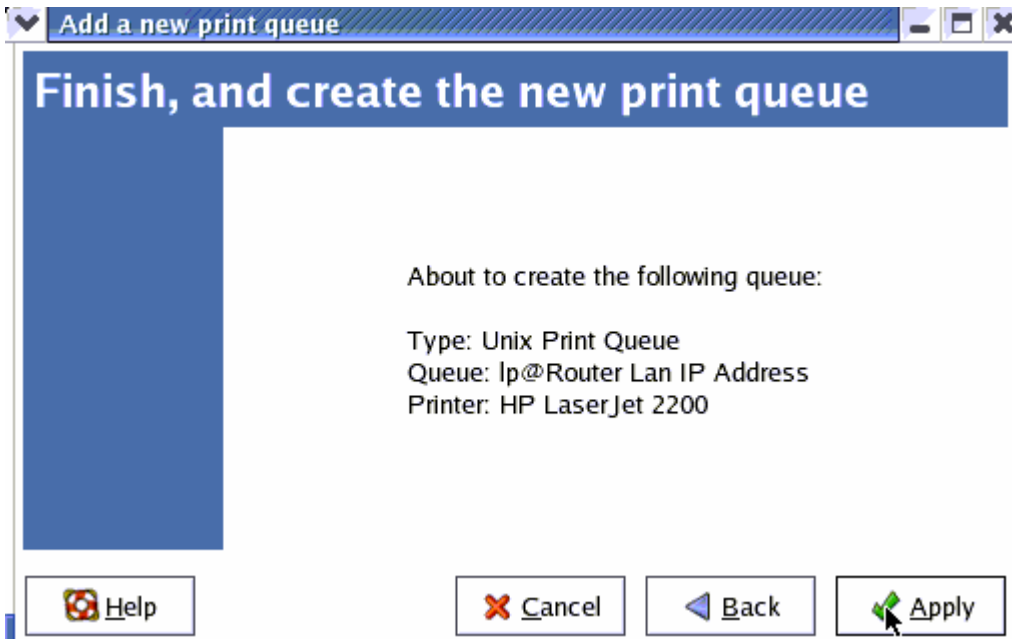 Add a new print queue
Finish, and create the new print queue
About to create the following queue:
Type: Unix Print Queue
Queue: lp@Router Lan IP Address
Printer: HP LaserJet 2200
Help
Cancel
Back
Apply